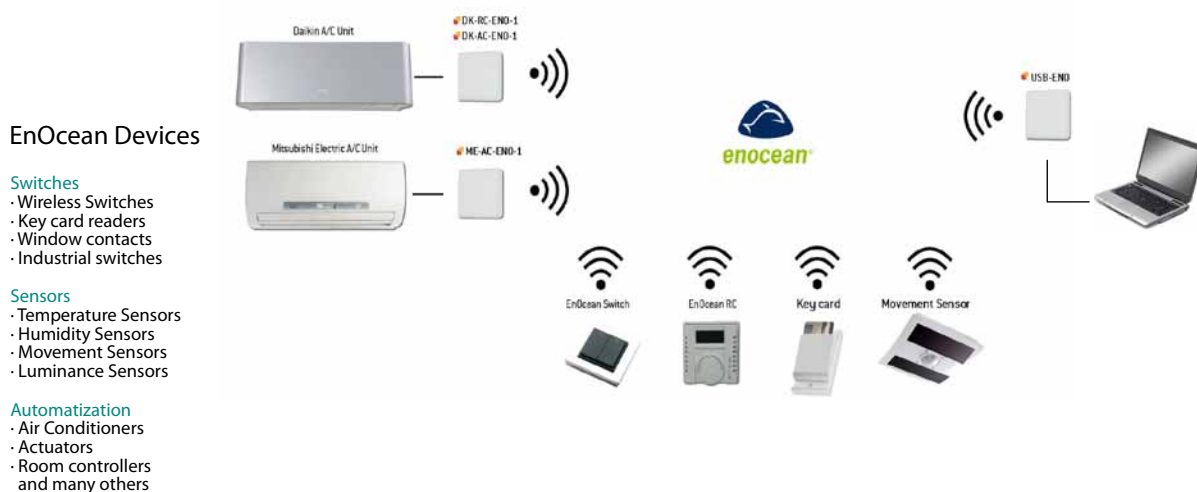 Daikin A/C Unit
DK-RC-ENO-1
DK-AC-ENO-1
USB-ENO
enocean®
EnOcean Devices
Mitsubishi Electric A/C Unit
ME-AC-ENO-1
Switches
· Wireless Switches
· Key card readers
· Window contacts
· Industrial switches
EnOcean Switch
EnOcean RC
Key card
Movement Sensor
Sensors
· Temperature Sensors
· Humidity Sensors
· Movement Sensors
· Luminance Sensors
Automatization
· Air Conditioners
· Actuators
· Room controllers
and many others